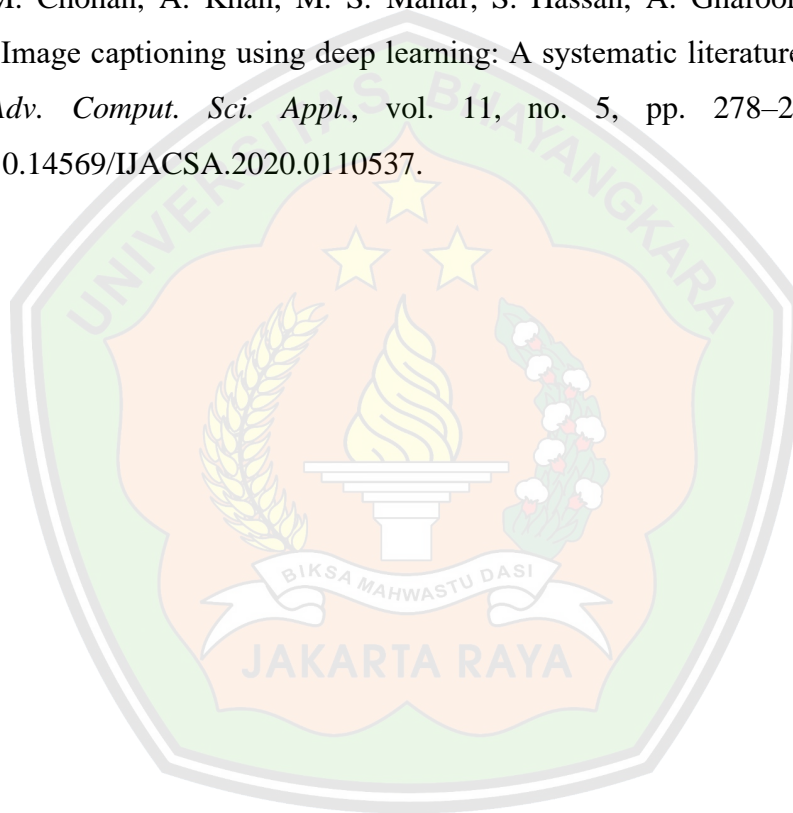 M. Chohan, A. Khan, M. S. Mahar, S. Hassan, A. Ghafoor
Image captioning using deep learning: A systematic literature
Adv. Comput. Sci. Appl., vol. 11, no. 5, pp. 278–2
0.14569/IJACSA.2020.0110537.
UNIVERSITAS BHAYANGKARA
BIKSA MAHWASTU DASI
JAKARTA RAYA